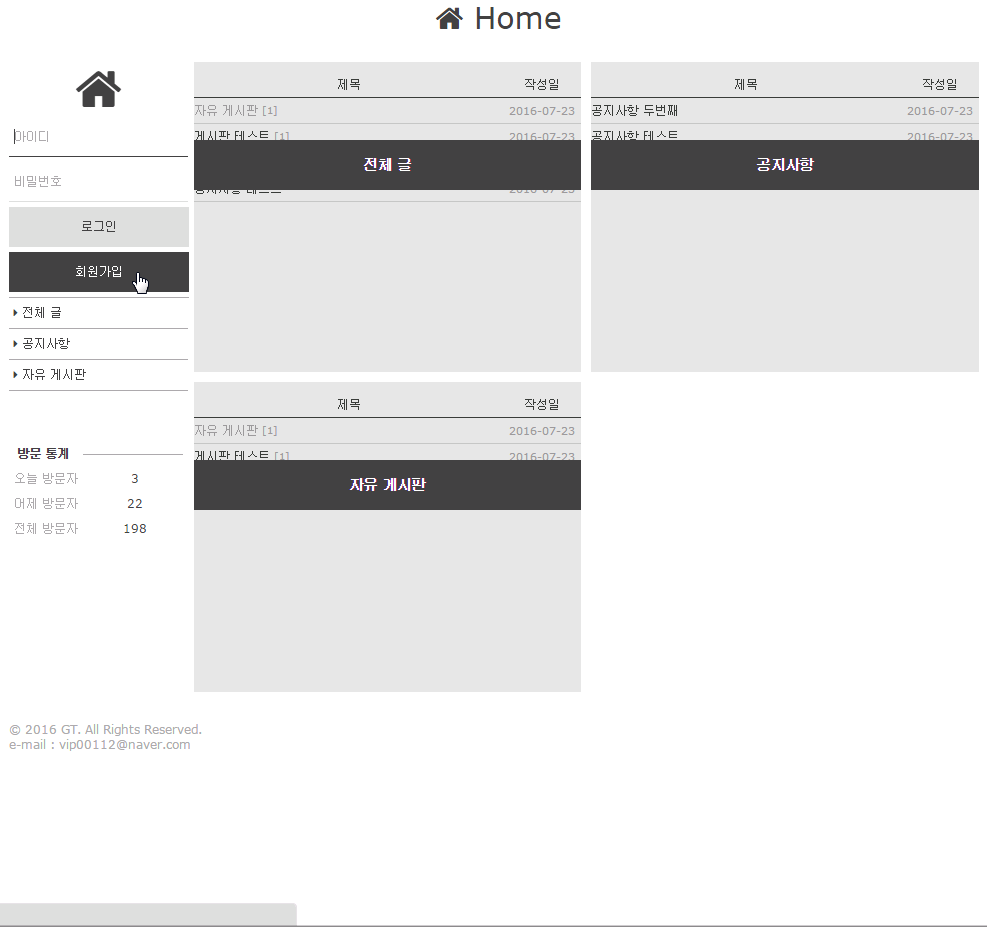 Home
아이디
비밀번호
로그인
회원가입
전체 글
공지사항
자유 게시판
방문 통계
오늘 방문자 3
어제 방문자 22
전체 방문자 198
제목 작성일
자유 게시판 [1] 2016-07-23
게시판 테스트 [1] 2016-07-23
전체 글
공지사항 테스트 2016-07-23
제목 작성일
공지사항 두번째 2016-07-23
공지사항 테스트 2016-07-23
공지사항
제목 작성일
자유 게시판 [1] 2016-07-23
게시판 테스트 [1] 2016-07-23
자유 게시판
© 2016 GT. All Rights Reserved.
e-mail : vip00112@naver.com